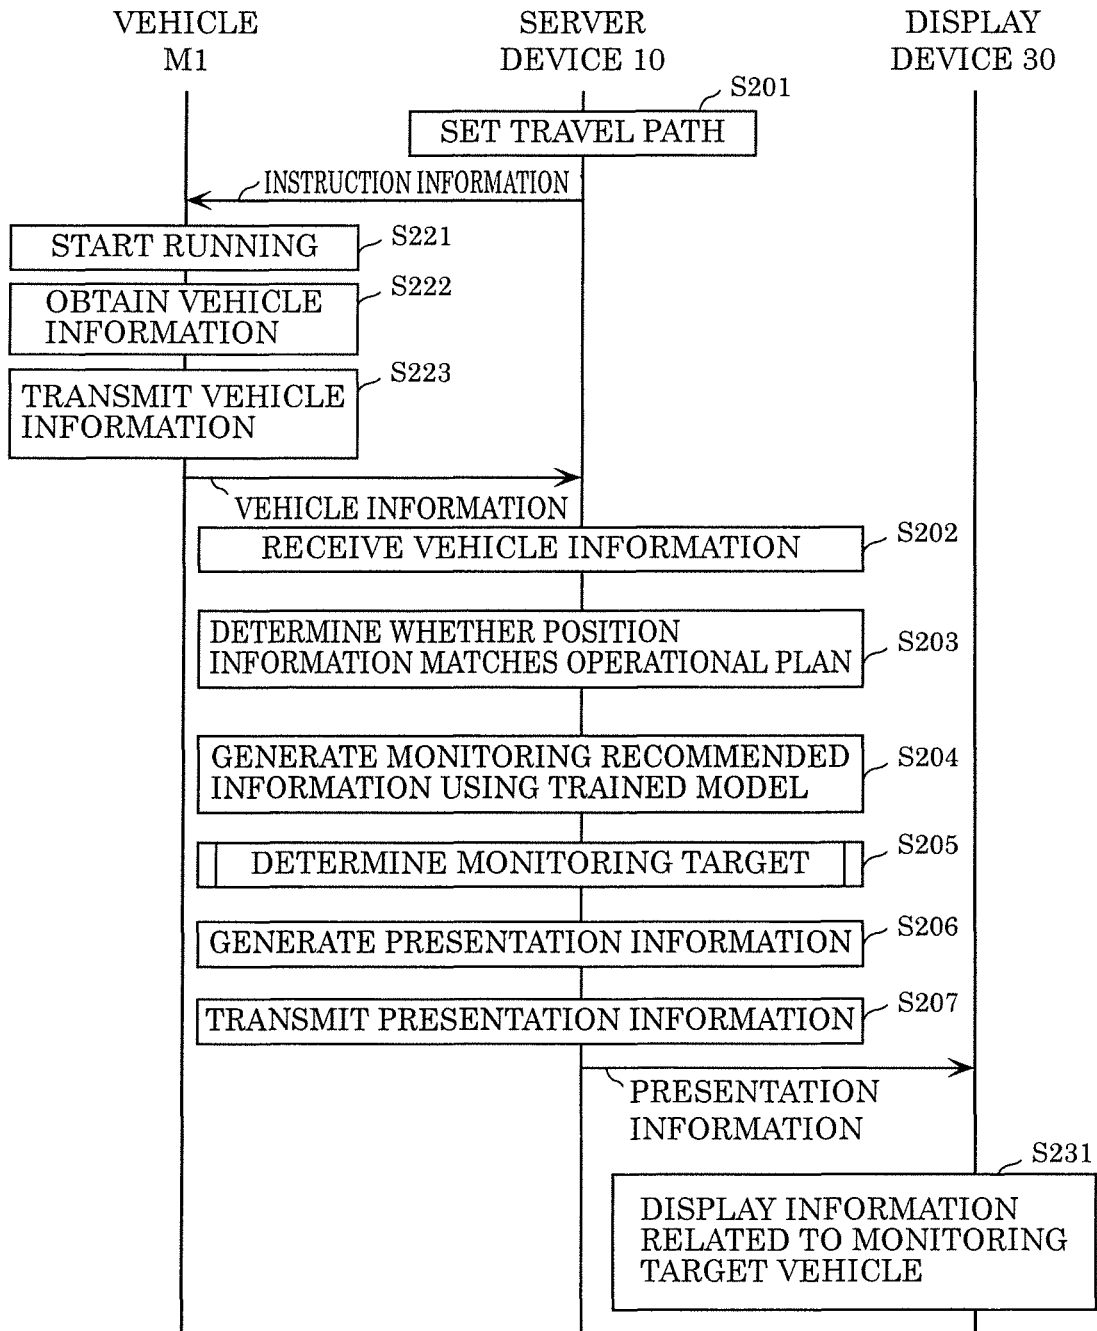 VEHICLE
M1
SERVER
DEVICE 10
DISPLAY
DEVICE 30
S201
SET TRAVEL PATH
INSTRUCTION INFORMATION
START RUNNING
S221
OBTAIN VEHICLE
INFORMATION
S222
TRANSMIT VEHICLE
INFORMATION
S223
VEHICLE INFORMATION
RECEIVE VEHICLE INFORMATION
S202
DETERMINE WHETHER POSITION
INFORMATION MATCHES OPERATIONAL PLAN
S203
GENERATE MONITORING RECOMMENDED
INFORMATION USING TRAINED MODEL
S204
DETERMINE MONITORING TARGET
S205
GENERATE PRESENTATION INFORMATION
S206
TRANSMIT PRESENTATION INFORMATION
S207
PRESENTATION
INFORMATION
S231
DISPLAY INFORMATION
RELATED TO MONITORING
TARGET VEHICLE